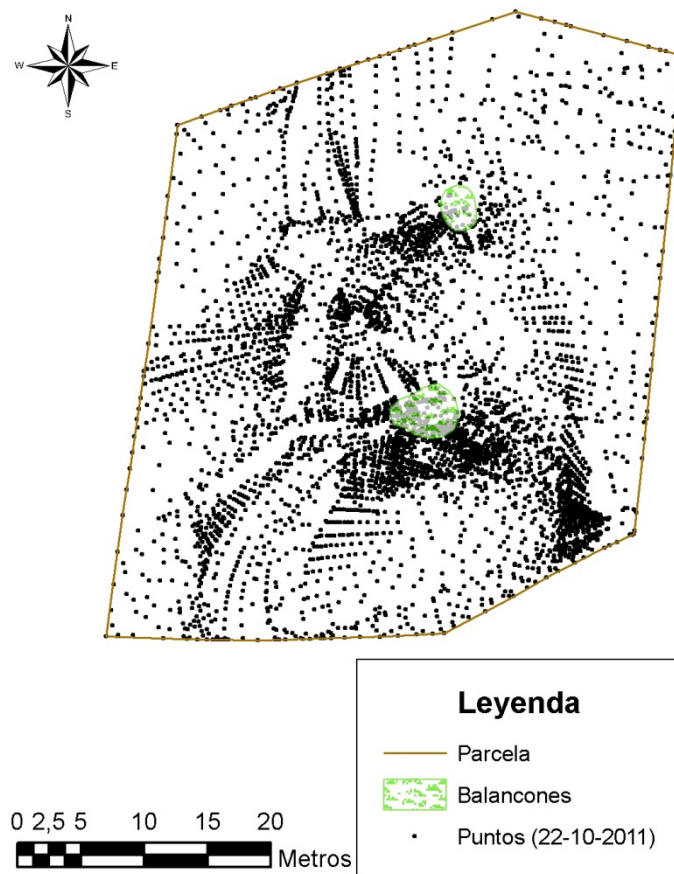 N
W E
S
Leyenda
Parcela
Balancones
Puntos (22-10-2011)
0 2,5 5 10 15 20
Metros